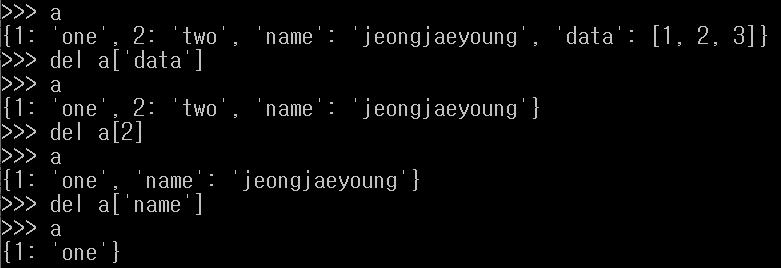 >>> a
{1: 'one', 2: 'two', 'name': 'jeongjaeyoung', 'data': [1, 2, 3]}
>>> del a['data']
>>> a
{1: 'one', 2: 'two', 'name': 'jeongjaeyoung'}
>>> del a[2]
>>> a
{1: 'one', 'name': 'jeongjaeyoung'}
>>> del a['name']
>>> a
{1: 'one'}